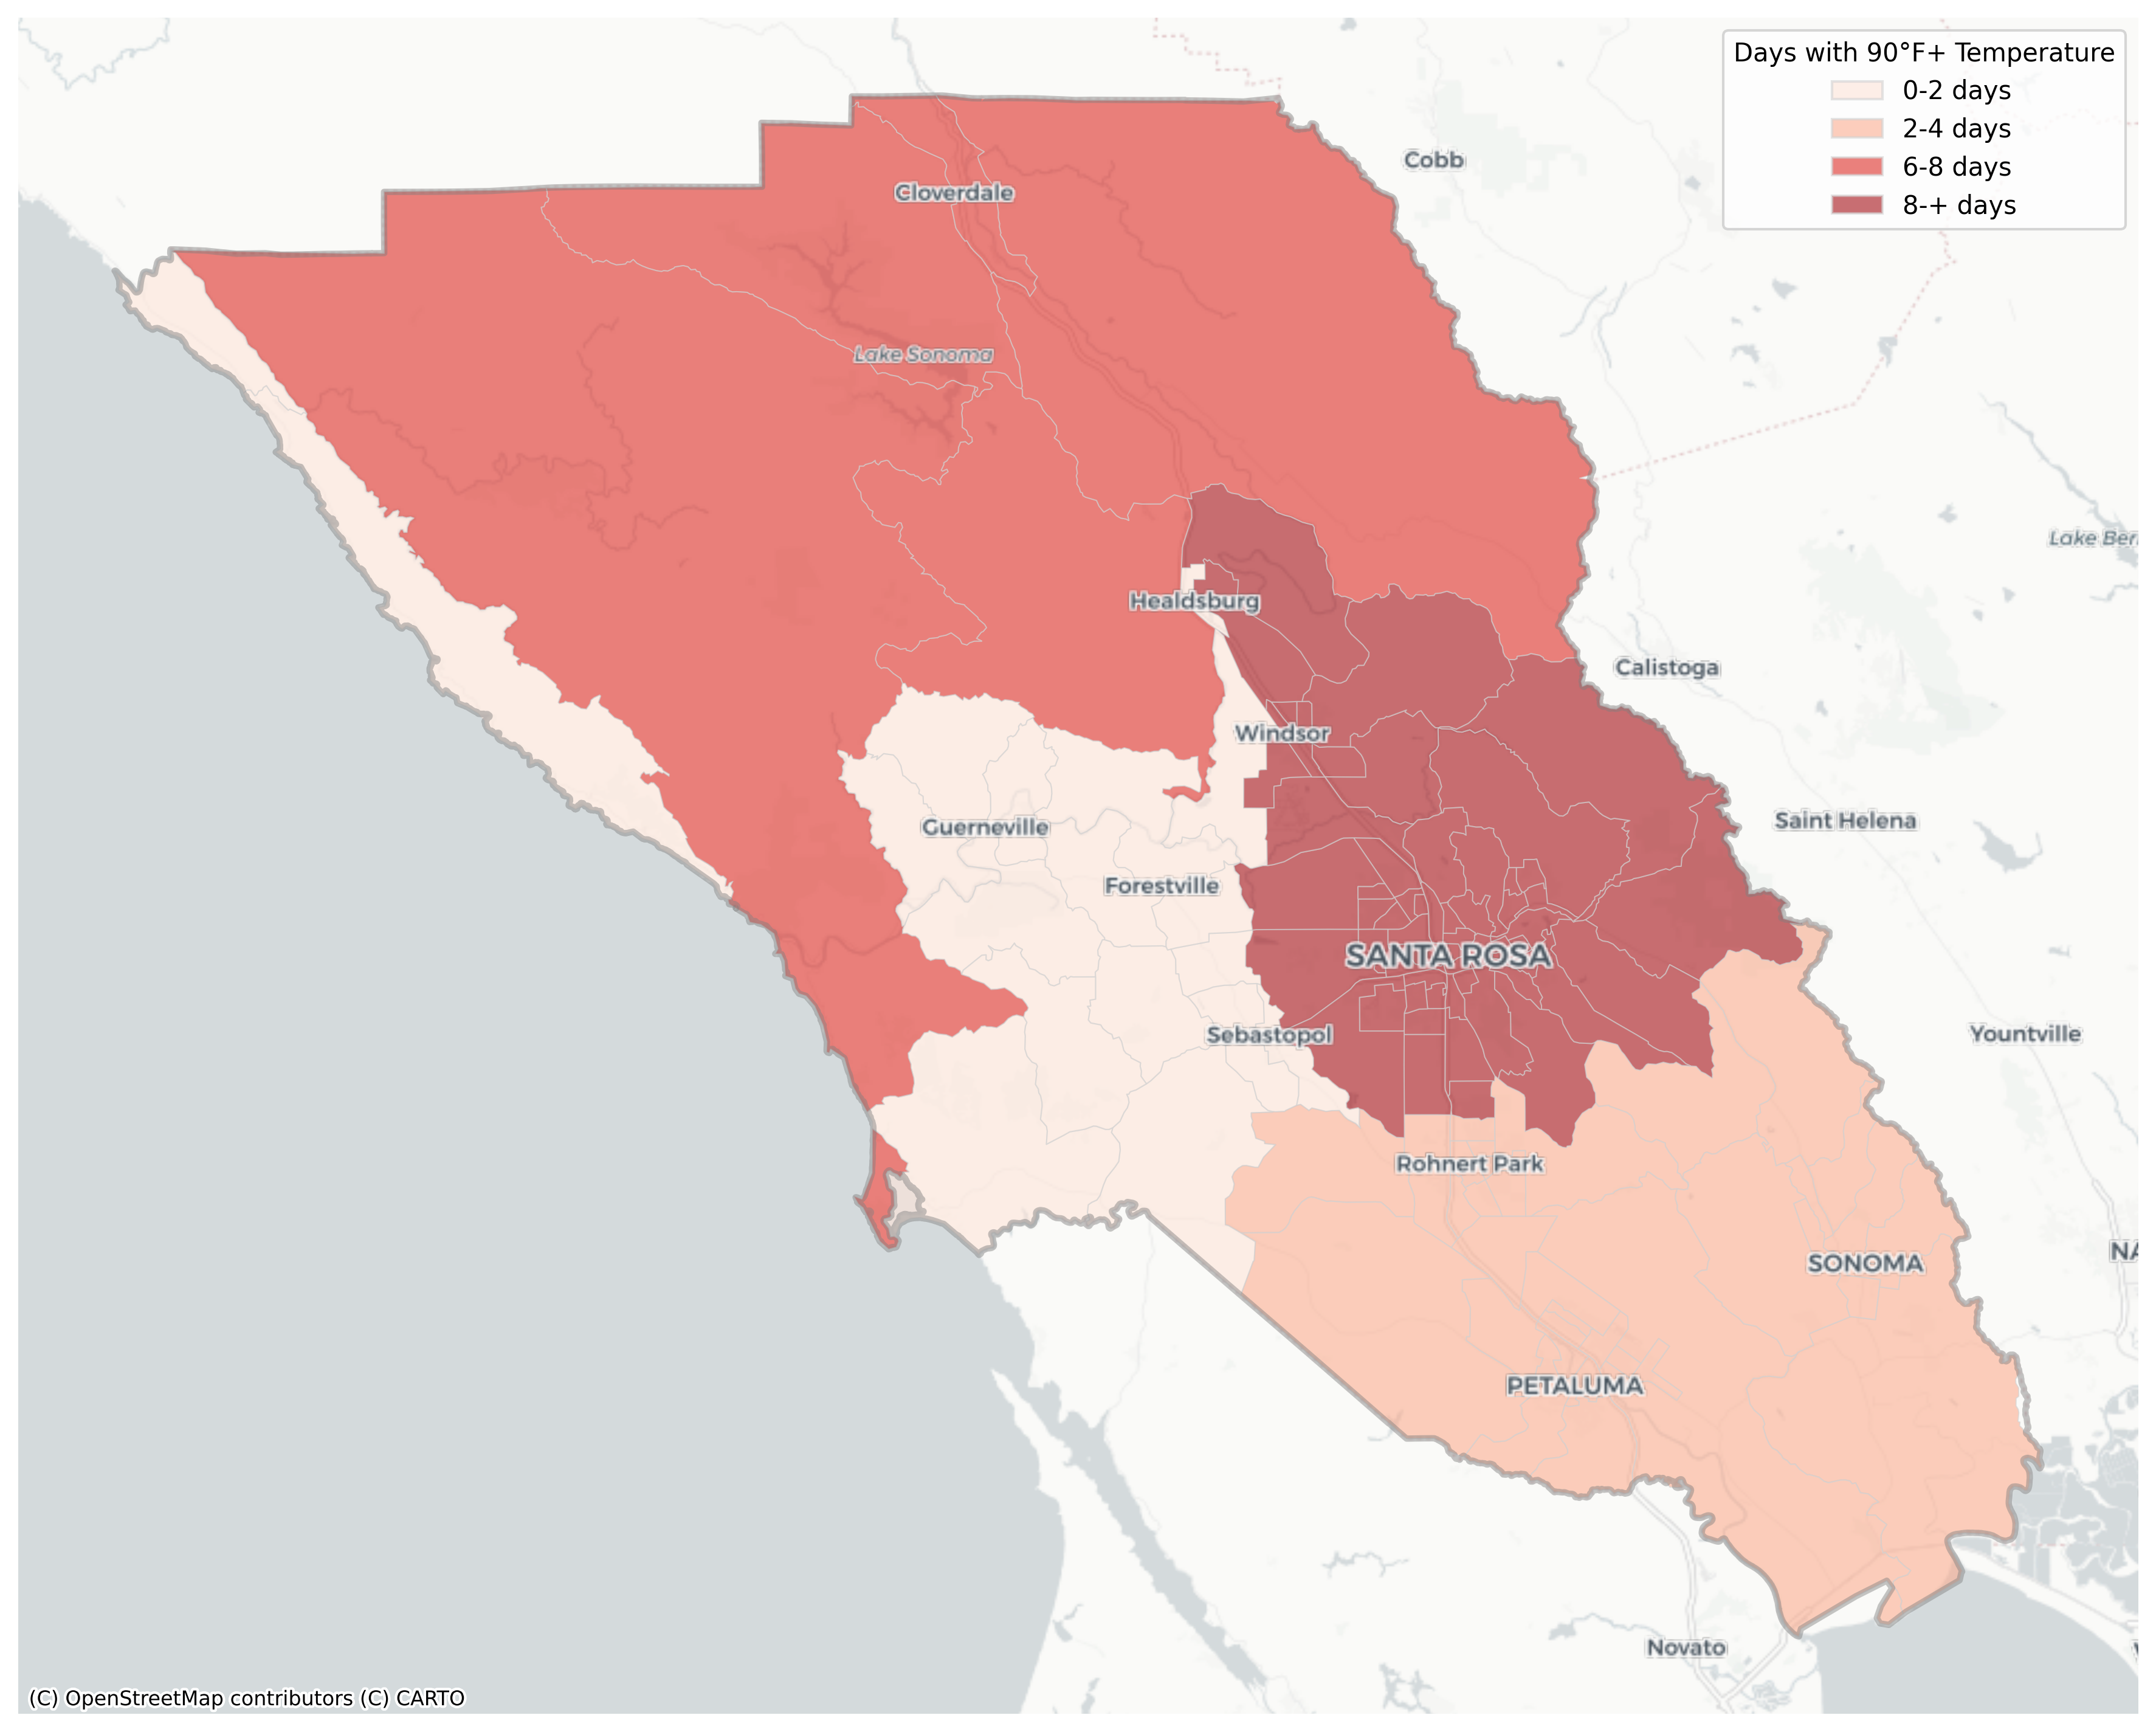 Days with 90°F+ Temperature
0-2 days
2-4 days
6-8 days
8-+ days
Cobb
Cloverdale
Lake Sonoma
Lake Ber
Healdsburg
Calistoga
Windsor
Saint Helena
Guerneville
Forestville
SANTA ROSA
Sebastopol
Yountville
Rohnert Park
NA
SONOMA
PETALUMA
Novato
(C) OpenStreetMap contributors (C) CARTO